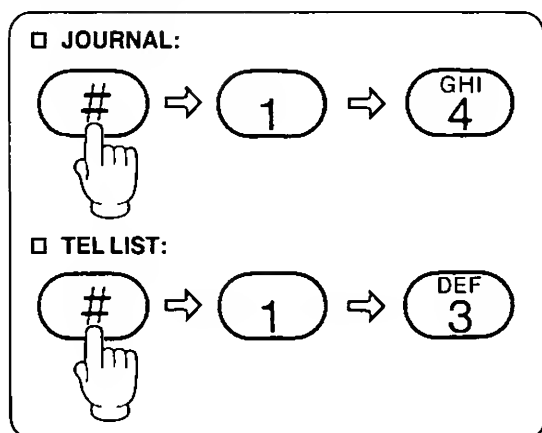 □ JOURNAL:
# ⇨ 1 ⇨ GHI 4
□ TEL LIST:
# ⇨ 1 ⇨ DEF 3